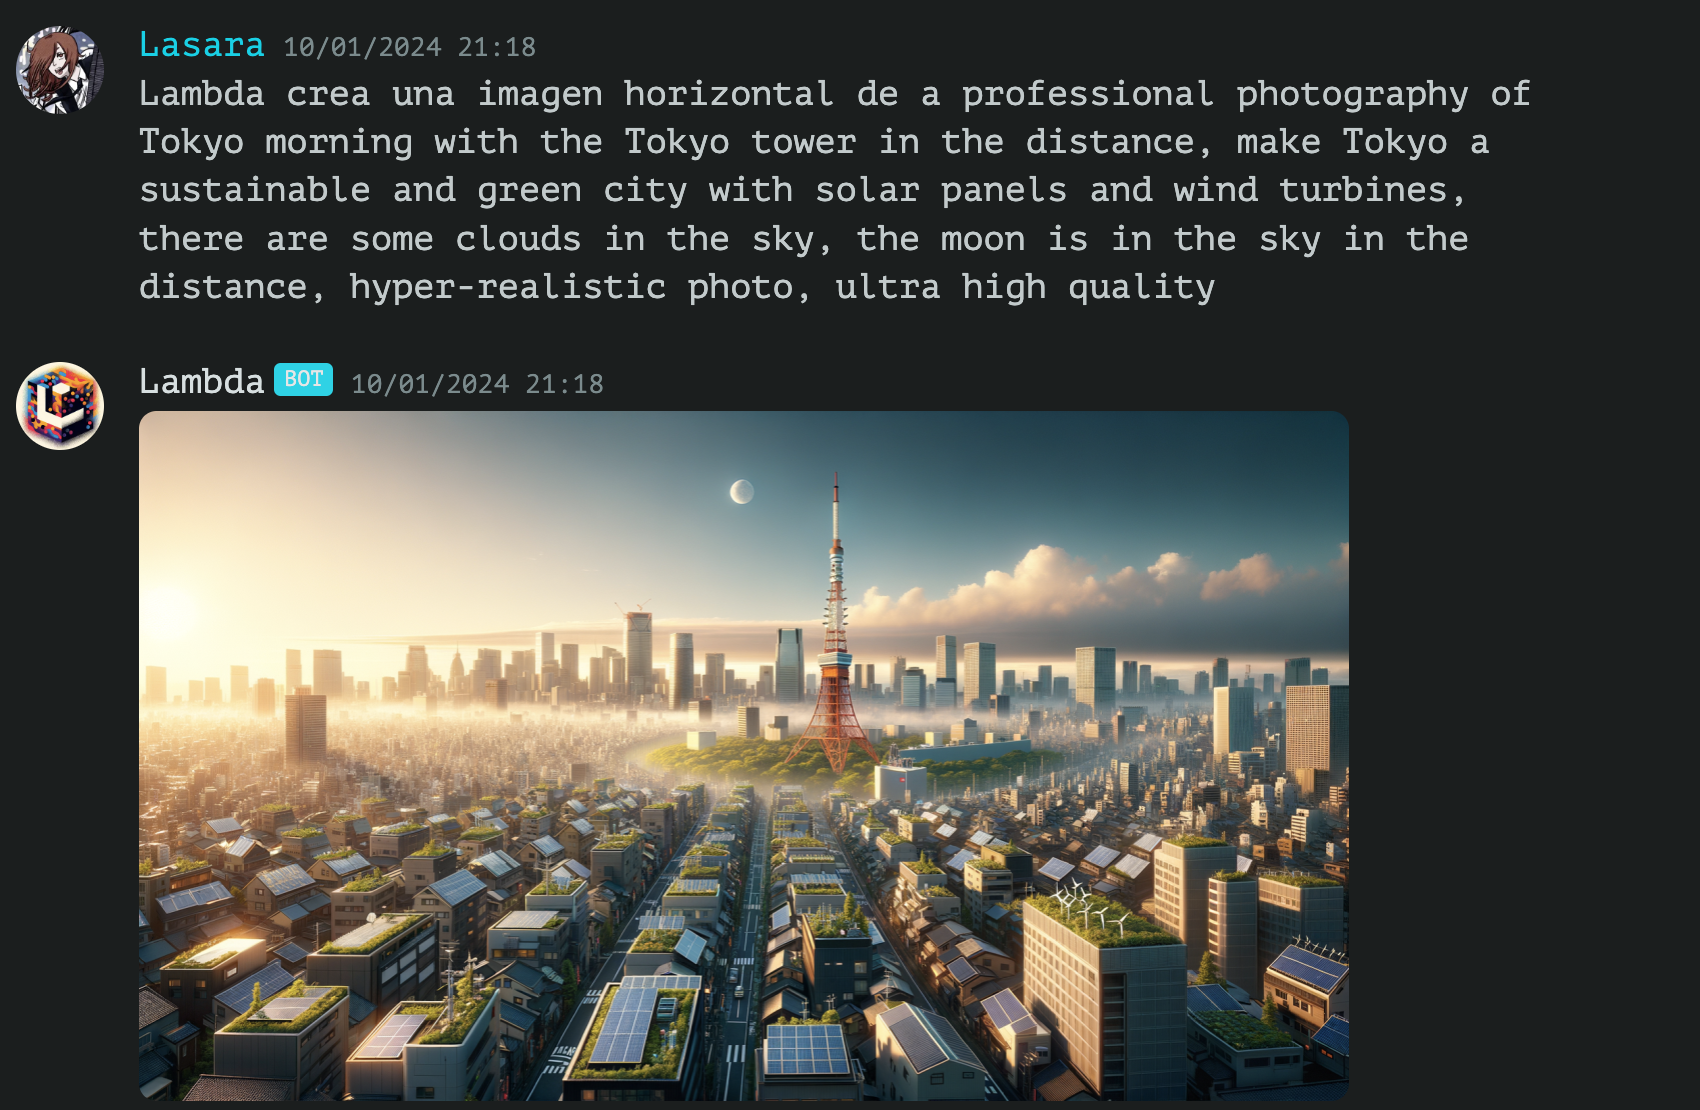 Lasara 10/01/2024 21:18
Lambda crea una imagen horizontal de a professional photography of
Tokyo morning with the Tokyo tower in the distance, make Tokyo a
sustainable and green city with solar panels and wind turbines,
there are some clouds in the sky, the moon is in the sky in the
distance, hyper-realistic photo, ultra high quality
Lambda BOT 10/01/2024 21:18